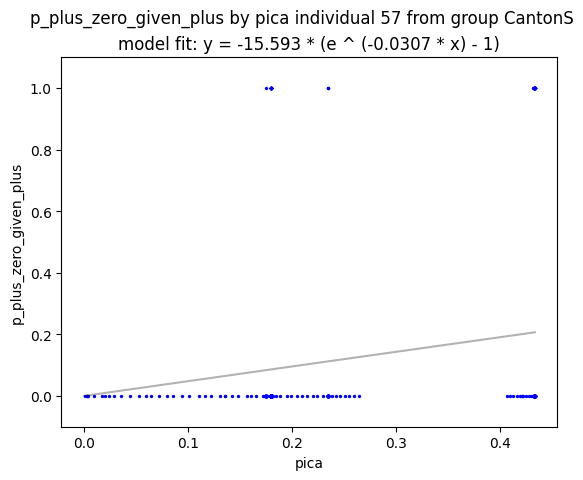 p_plus_zero_given_plus by pica individual 57 from group CantonS
model fit: y = -15.593 * (e ^ (-0.0307 * x) - 1)
1.0
0.8
0.6
0.4
0.2
0.0
p_plus_zero_given_plus
0.0 0.1 0.2 0.3 0.4
pica